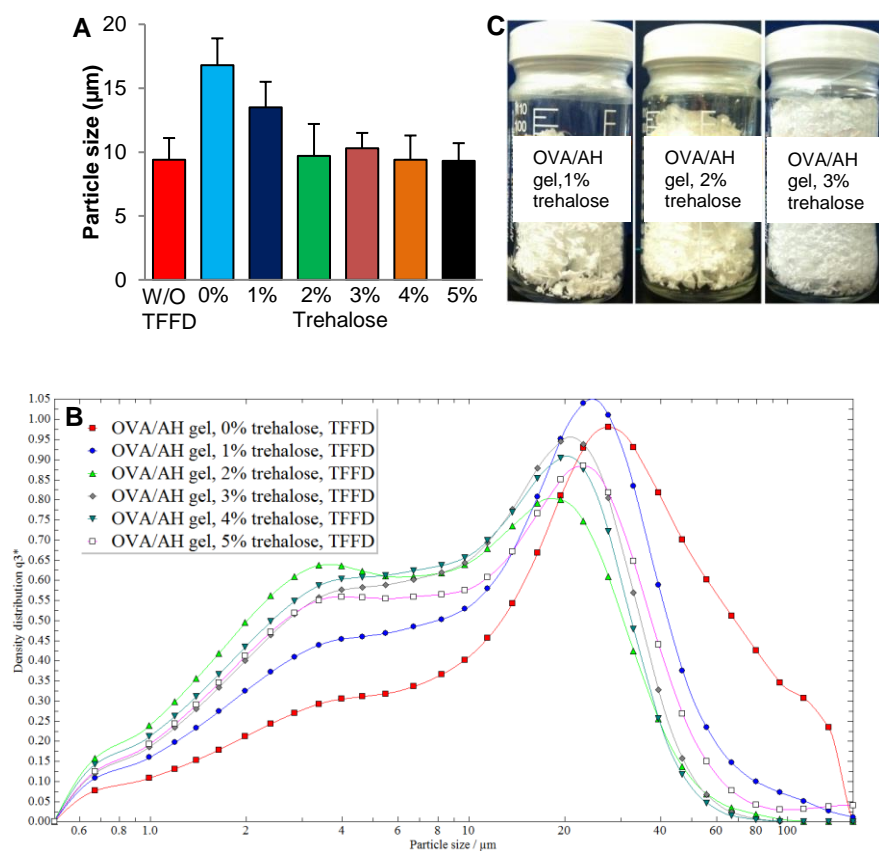 A
Particle size (µm)
20
15
10
5
0
W/O TFFD
0%
1%
2%
3%
4%
5%
Trehalose
C
OVA/AH
gel,1%
trehalose
OVA/AH
gel, 2%
trehalose
OVA/AH
gel, 3%
trehalose
B
OVA/AH gel, 0% trehalose, TFFD
OVA/AH gel, 1% trehalose, TFFD
OVA/AH gel, 2% trehalose, TFFD
OVA/AH gel, 3% trehalose, TFFD
OVA/AH gel, 4% trehalose, TFFD
OVA/AH gel, 5% trehalose, TFFD
Density distribution q3*
1.05
1.00
0.95
0.90
0.85
0.80
0.75
0.70
0.65
0.60
0.55
0.50
0.45
0.40
0.35
0.30
0.25
0.20
0.15
0.10
0.05
0.00
0.6 0.8 1.0 2 4 6 8 10 20 40 60 80 100
Particle size / µm